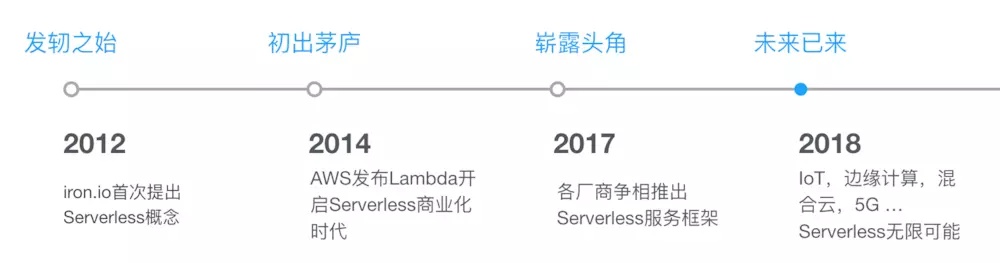 发轫之始
初出茅庐
崭露头角
未来已来
2012
iron.io首次提出
Serverless概念
2014
AWS发布Lambda开
启Serverless商业化
时代
2017
各厂商争相推出
Serverless服务框架
2018
IoT，边缘计算，混
合云，5G ...
Serverless无限可能